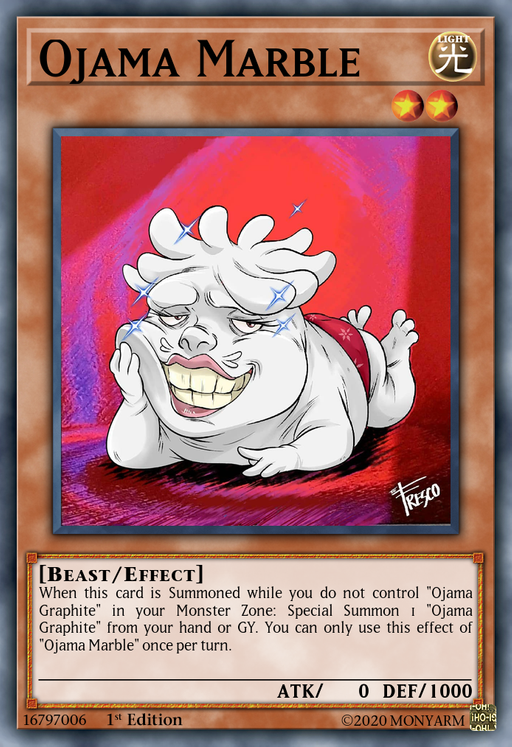 Ojama Marble
LIGHT
光
Fresco
[Beast/Effect]
When this card is Summoned while you do not control "Ojama
Graphite" in your Monster Zone: Special Summon 1 "Ojama
Graphite" from your hand or GY. You can only use this effect of
"Ojama Marble" once per turn.
ATK/ 0 DEF/1000
16797006 1st Edition ©2020 MONYARM